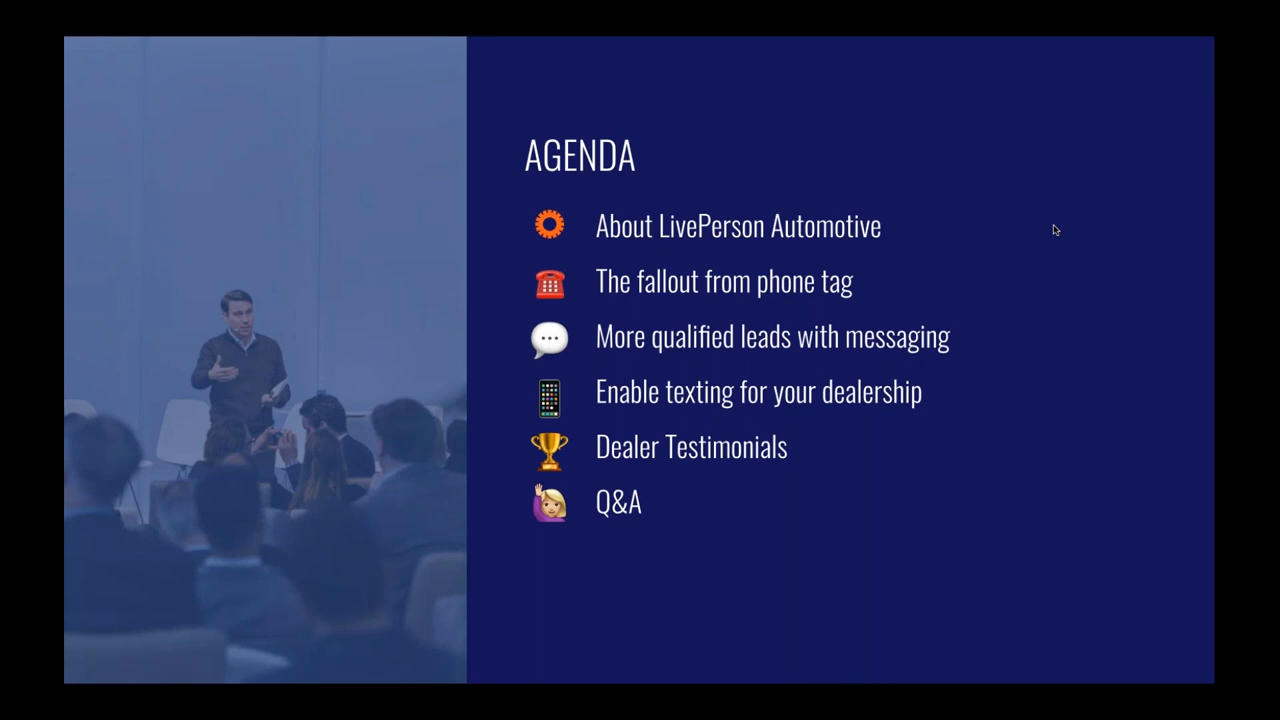 AGENDA
About LivePerson Automotive
The fallout from phone tag
More qualified leads with messaging
Enable texting for your dealership
Dealer Testimonials
Q&A